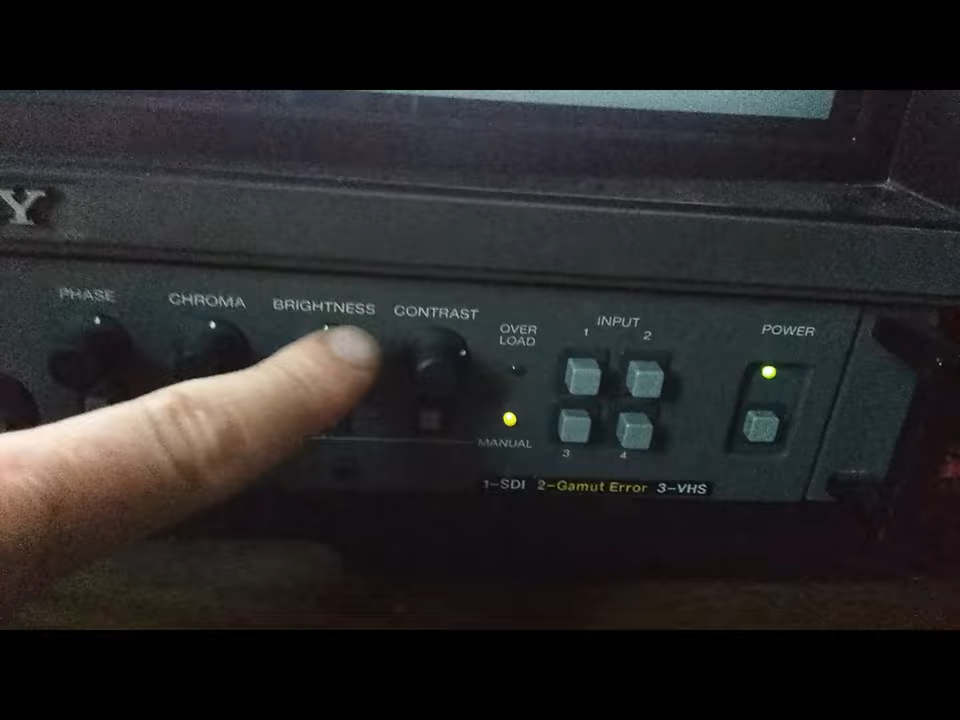 Y
PHASE CHROMA BRIGHTNESS CONTRAST
OVER
LOAD
INPUT
1 2
POWER
MANUAL
3 4
1-SDI 2-Gamut Error 3-VHS